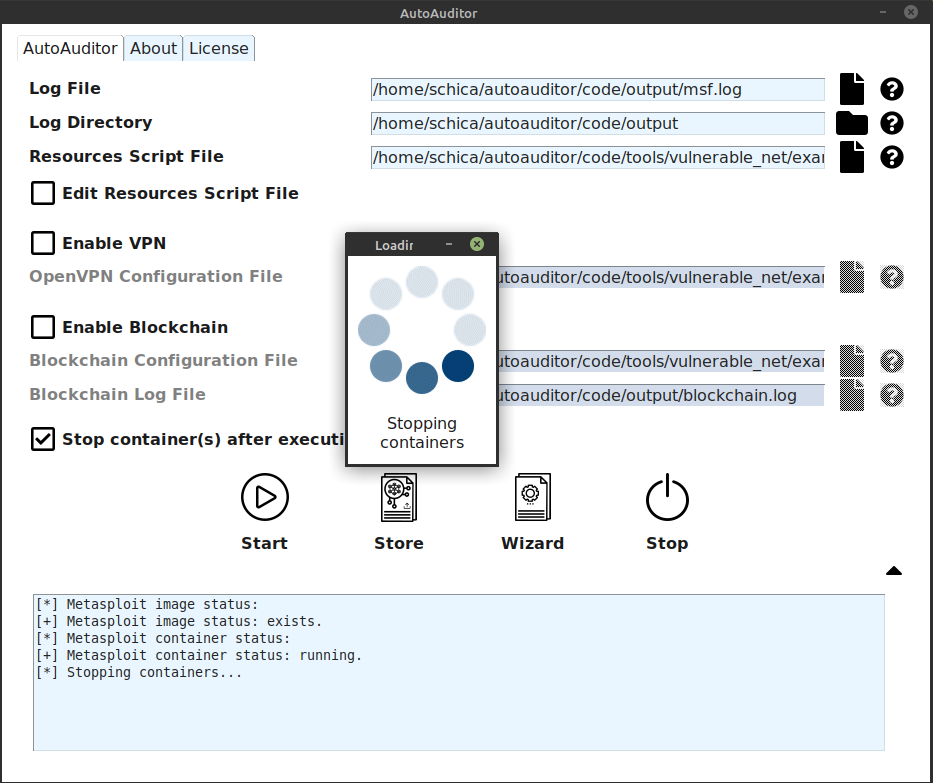 AutoAuditor
AutoAuditor About License
Log File /home/schica/autoauditor/code/output/msf.log
Log Directory /home/schica/autoauditor/code/output
Resources Script File /home/schica/autoauditor/code/tools/vulnerable_net/exar
Edit Resources Script File
Enable VPN
OpenVPN Configuration File utoauditor/code/tools/vulnerable_net/exar
Enable Blockchain
Blockchain Configuration File utoauditor/code/tools/vulnerable_net/exar
Blockchain Log File utoauditor/code/output/blockchain.log
Stop container(s) after executi
Loadir
Stopping
containers
Start Store Wizard Stop
[*] Metasploit image status:
[+] Metasploit image status: exists.
[*] Metasploit container status:
[+] Metasploit container status: running.
[*] Stopping containers...